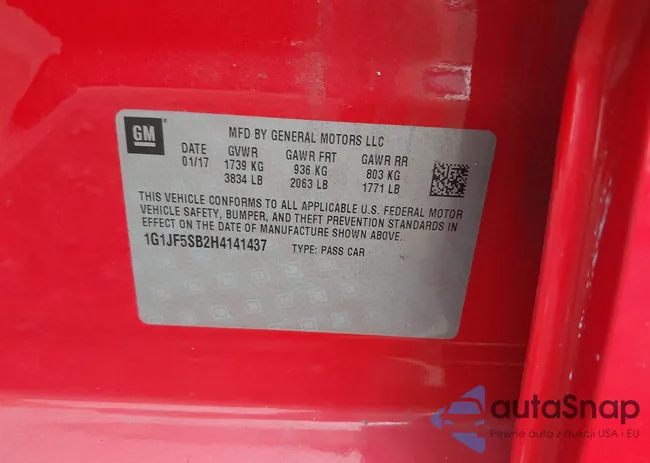 GM
MFD BY GENERAL MOTORS LLC
DATE GVWR GAWR FRT GAWR RR
01/17 1739 KG 936 KG 803 KG
3834 LB 2063 LB 1771 LB
THIS VEHICLE CONFORMS TO ALL APPLICABLE U.S. FEDERAL MOTOR
VEHICLE SAFETY, BUMPER, AND THEFT PREVENTION STANDARDS IN
EFFECT ON THE DATE OF MANUFACTURE SHOWN ABOVE.
1G1JF5SB2H4141437 TYPE: PASS CAR
autaSnap
Pewne auta z aukcji USA i EU